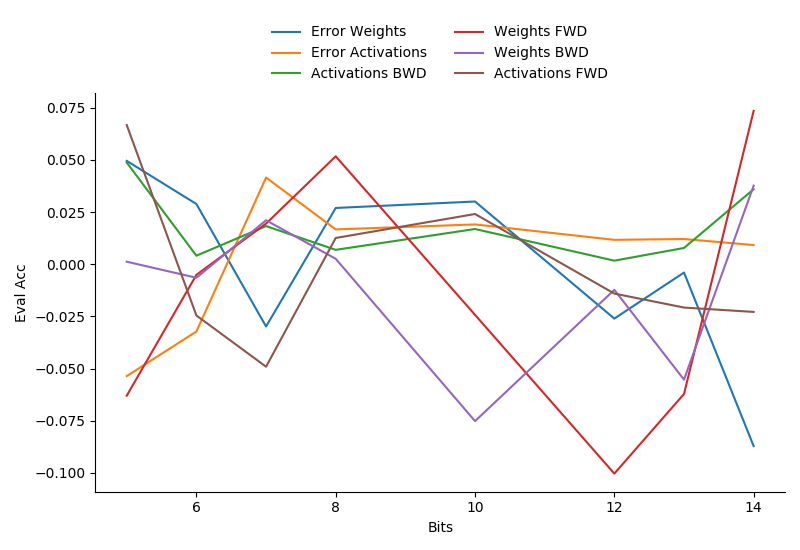 Error Weights
Error Activations
Activations BWD
Weights FWD
Weights BWD
Activations FWD
0.075
0.050
0.025
0.000
−0.025
−0.050
−0.075
−0.100
Eval Acc
6 8 10 12 14
Bits